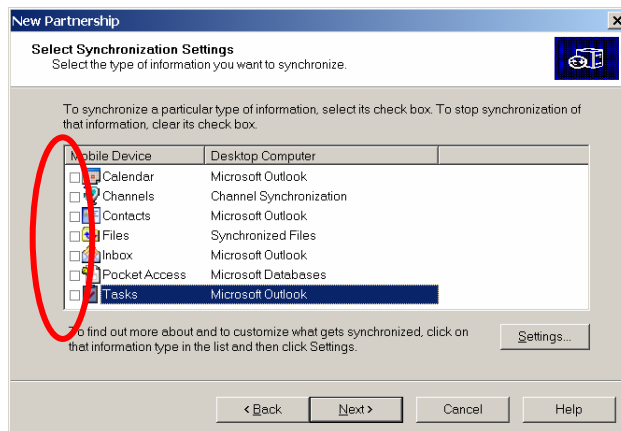 New Partnership
Select Synchronization Settings
Select the type of information you want to synchronize.
To synchronize a particular type of information, select its check box. To stop synchronization of
that information, clear its check box.
Mobile Device Desktop Computer
Calendar Microsoft Outlook
Channels Channel Synchronization
Contacts Microsoft Outlook
Files Synchronized Files
Inbox Microsoft Outlook
Pocket Access Microsoft Databases
Tasks Microsoft Outlook
To find out more about and to customize what gets synchronized, click on
that information type in the list and then click Settings.
Settings...
< Back Next > Cancel Help